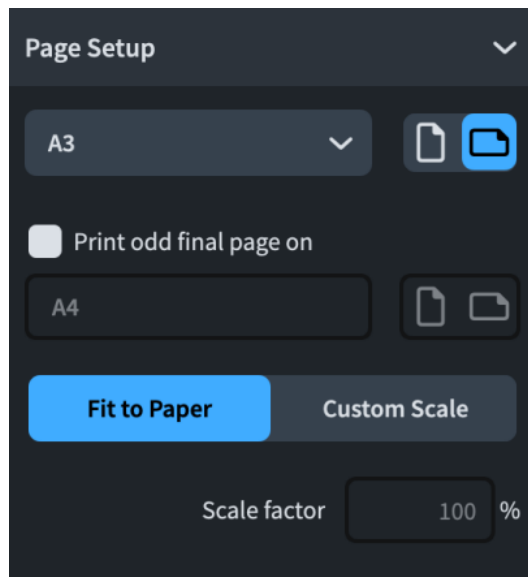 Page Setup
A3
Print odd final page on
A4
Fit to Paper Custom Scale
Scale factor 100 %